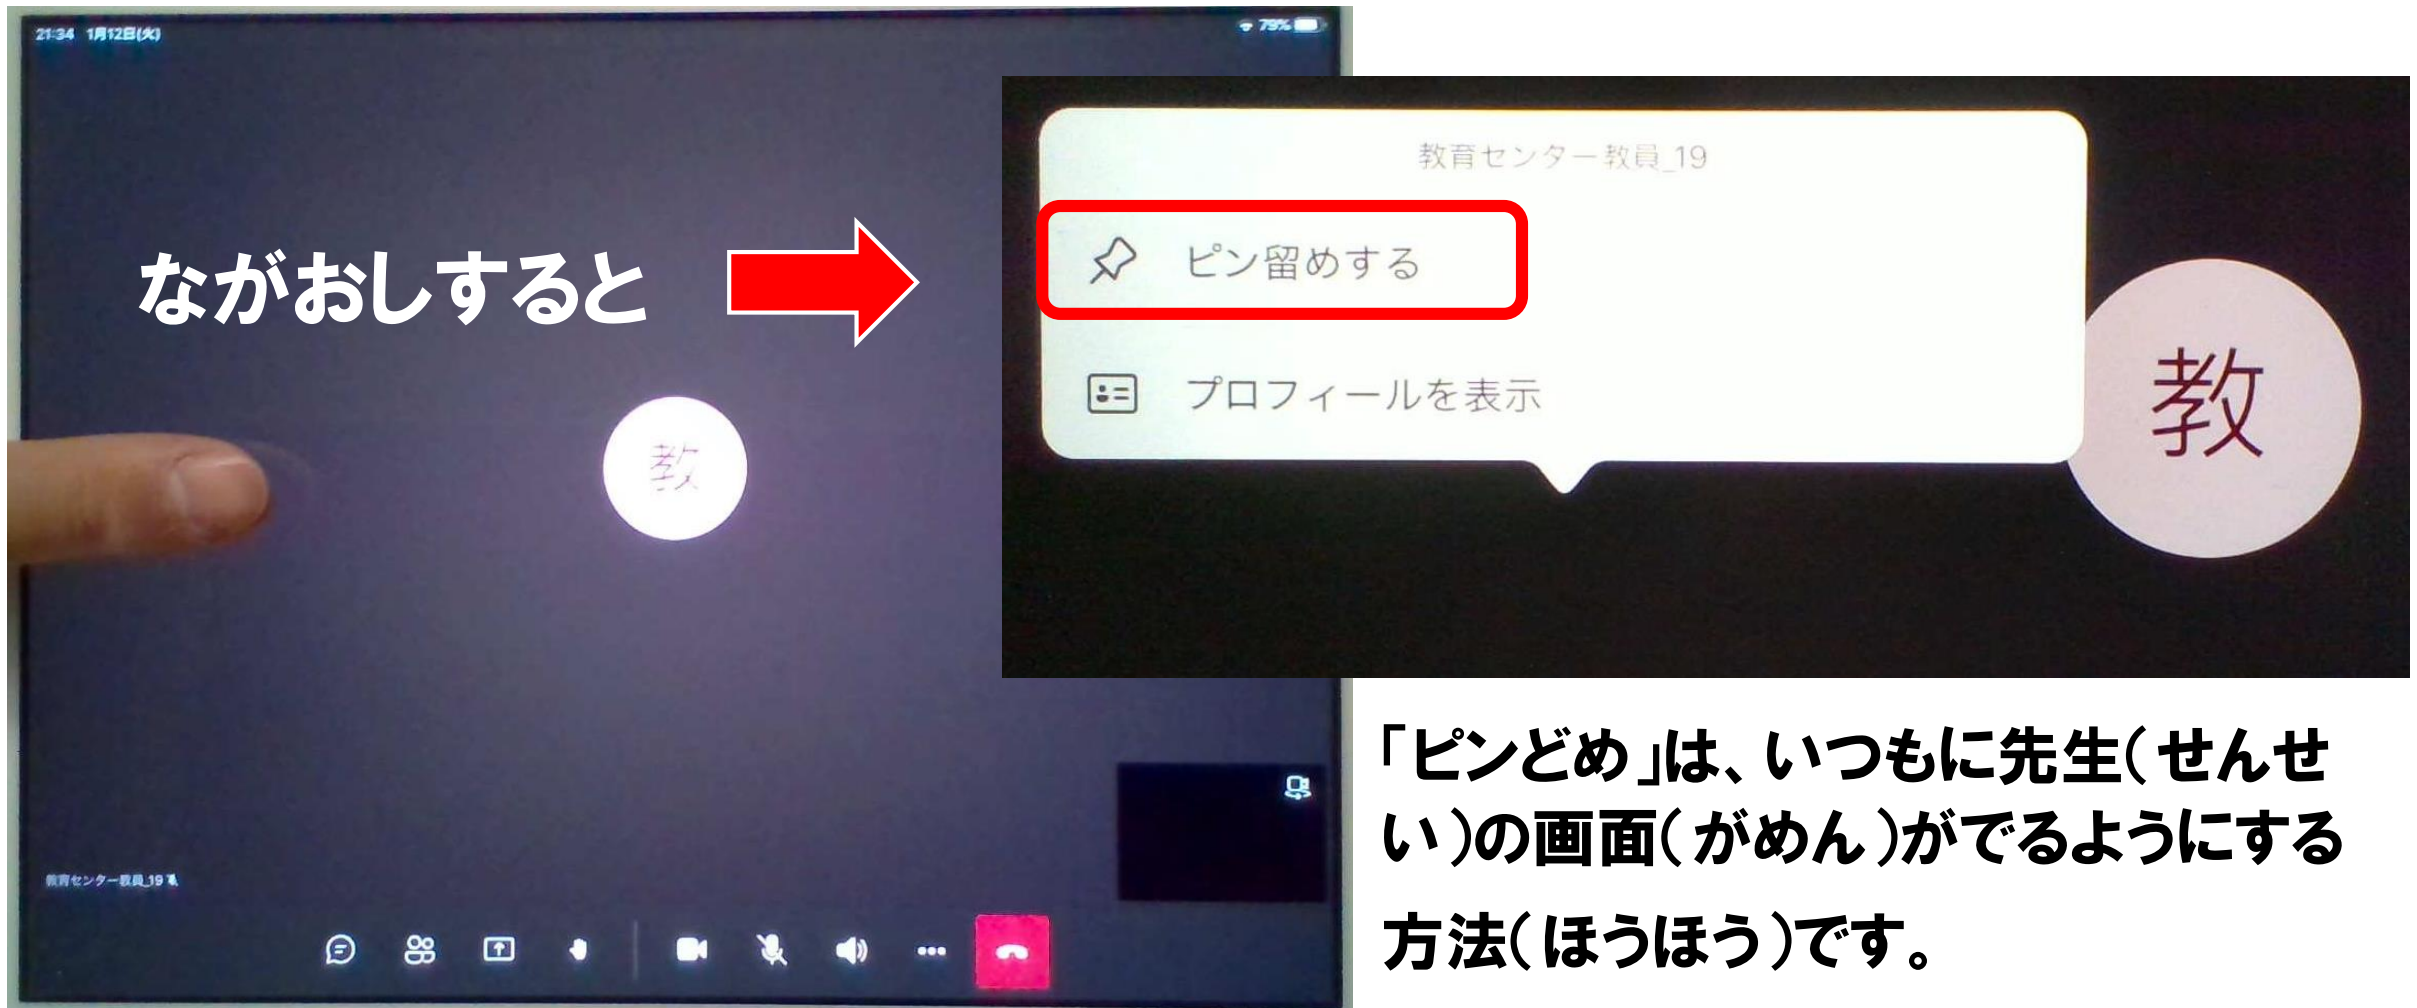 21:34 1月12日(火)
79%
ながおしすると
教育センター教員_19
ピン留めする
プロフィールを表示
教
教
教育センター教員_19
「ピンどめ」は、いつもに先生(せんせ
い)の画面(がめん)がでるようにする
方法(ほうほう)です。